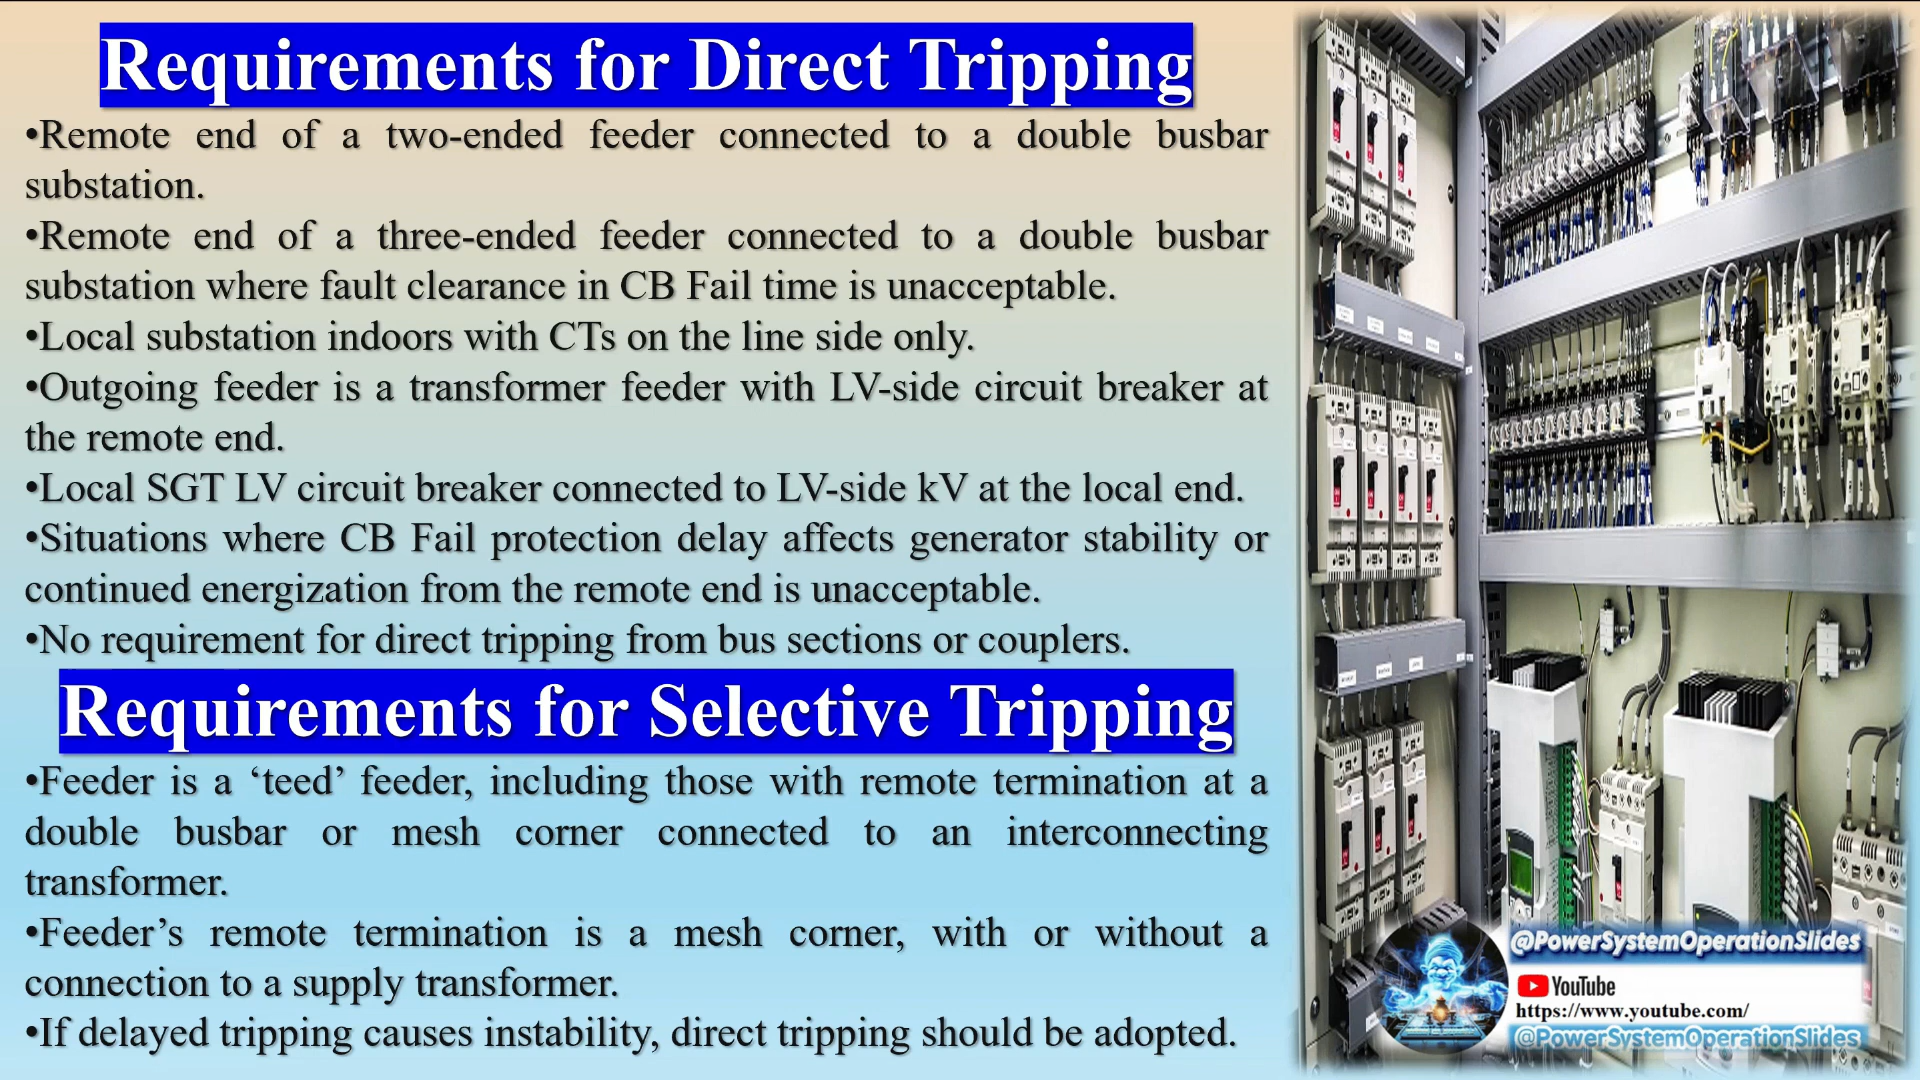 Requirements for Direct Tripping
•Remote end of a two-ended feeder connected to a double busbar
substation.
•Remote end of a three-ended feeder connected to a double busbar
substation where fault clearance in CB Fail time is unacceptable.
•Local substation indoors with CTs on the line side only.
•Outgoing feeder is a transformer feeder with LV-side circuit breaker at
the remote end.
•Local SGT LV circuit breaker connected to LV-side kV at the local end.
•Situations where CB Fail protection delay affects generator stability or
continued energization from the remote end is unacceptable.
•No requirement for direct tripping from bus sections or couplers.
Requirements for Selective Tripping
•Feeder is a ‘teed’ feeder, including those with remote termination at a
double busbar or mesh corner connected to an interconnecting
transformer.
•Feeder’s remote termination is a mesh corner, with or without a
connection to a supply transformer.
•If delayed tripping causes instability, direct tripping should be adopted.
@PowerSystemOperationSlides
YouTube
https://www.youtube.com/
@PowerSystemOperationSlides